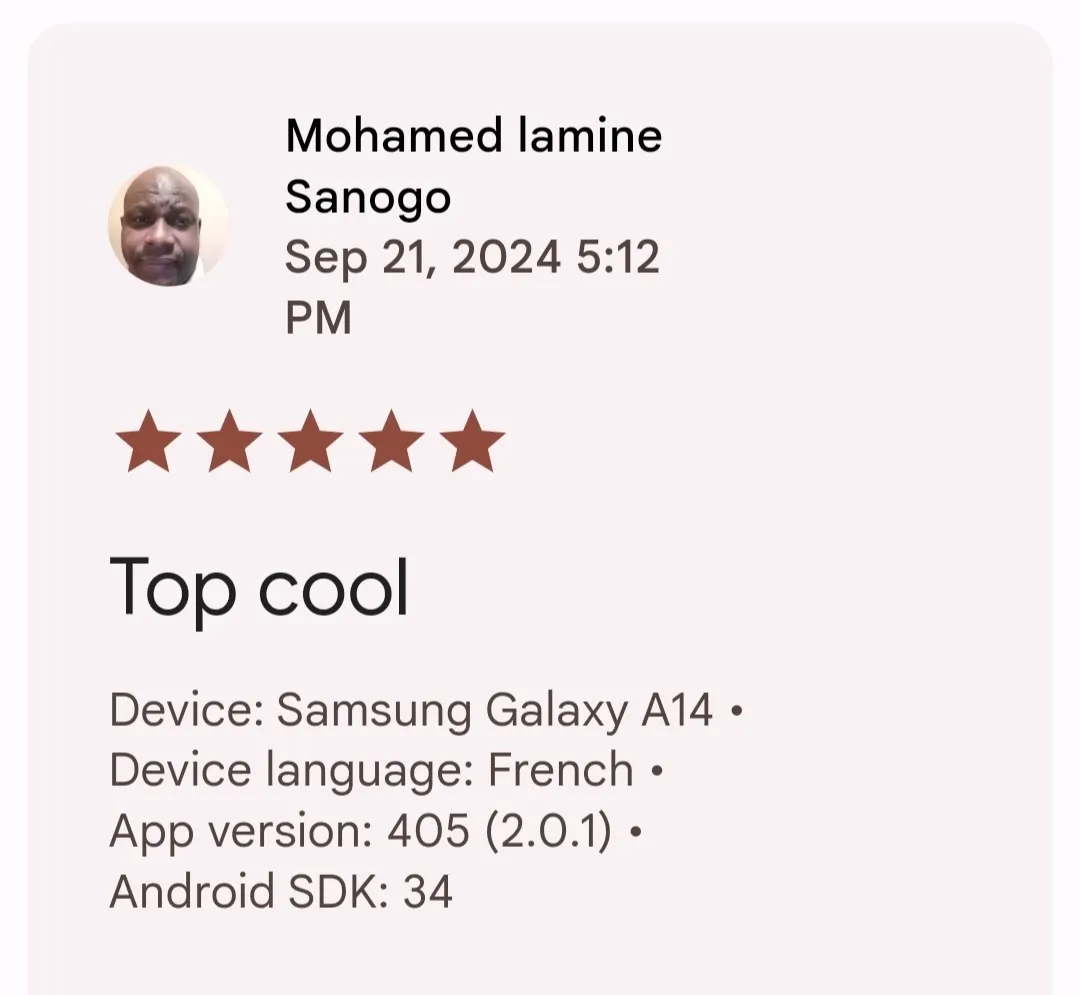 Mohamed lamine
Sanogo
Sep 21, 2024 5:12
PM
Top cool
Device: Samsung Galaxy A14 •
Device language: French •
App version: 405 (2.0.1) •
Android SDK: 34